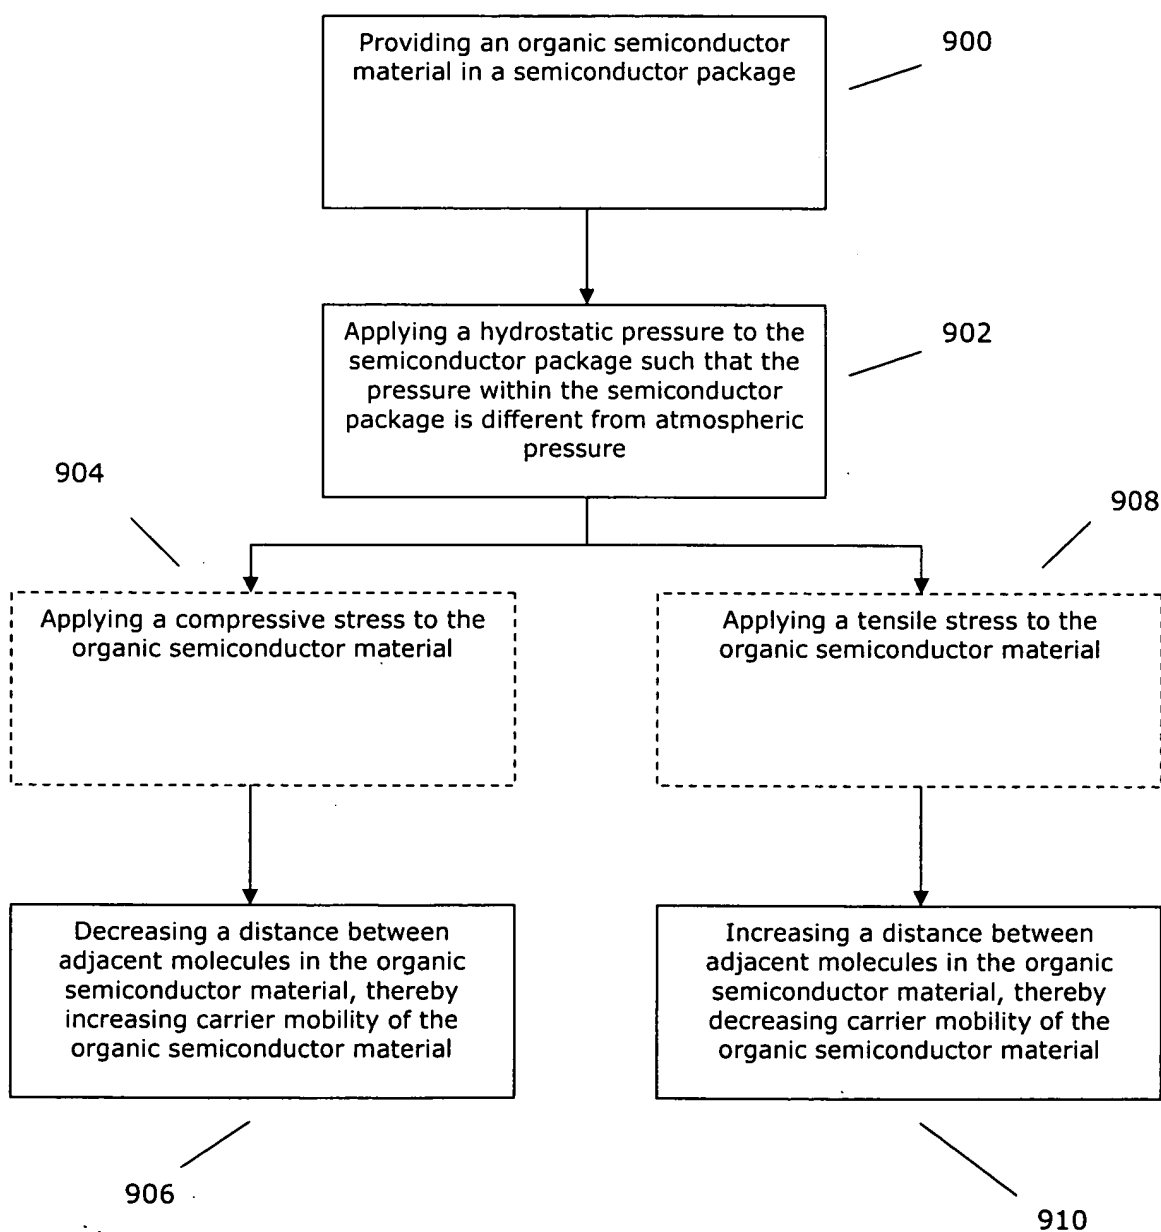 Providing an organic semiconductor
material in a semiconductor package
900
Applying a hydrostatic pressure to the
semiconductor package such that the
pressure within the semiconductor
package is different from atmospheric
pressure
902
904
908
Applying a compressive stress to the
organic semiconductor material
Applying a tensile stress to the
organic semiconductor material
Decreasing a distance between
adjacent molecules in the organic
semiconductor material, thereby
increasing carrier mobility of the
organic semiconductor material
Increasing a distance between
adjacent molecules in the organic
semiconductor material, thereby
decreasing carrier mobility of the
organic semiconductor material
906
910